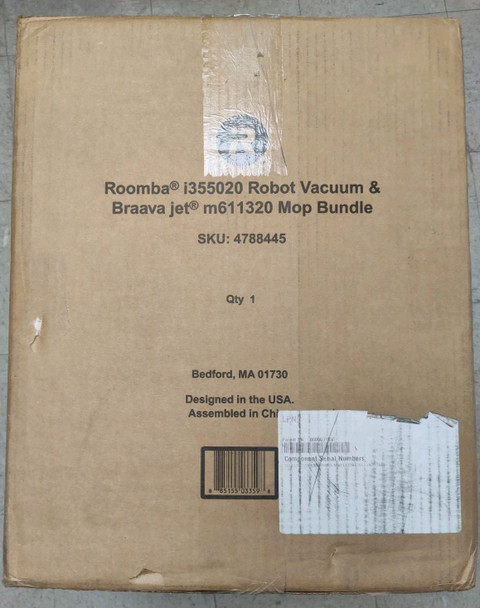 R
Roomba® i355020 Robot Vacuum &
Braava jet® m611320 Mop Bundle
SKU: 4788445
Qty 1
Bedford, MA 01730
Designed in the USA.
Assembled in Chi
Component Serial Numbers